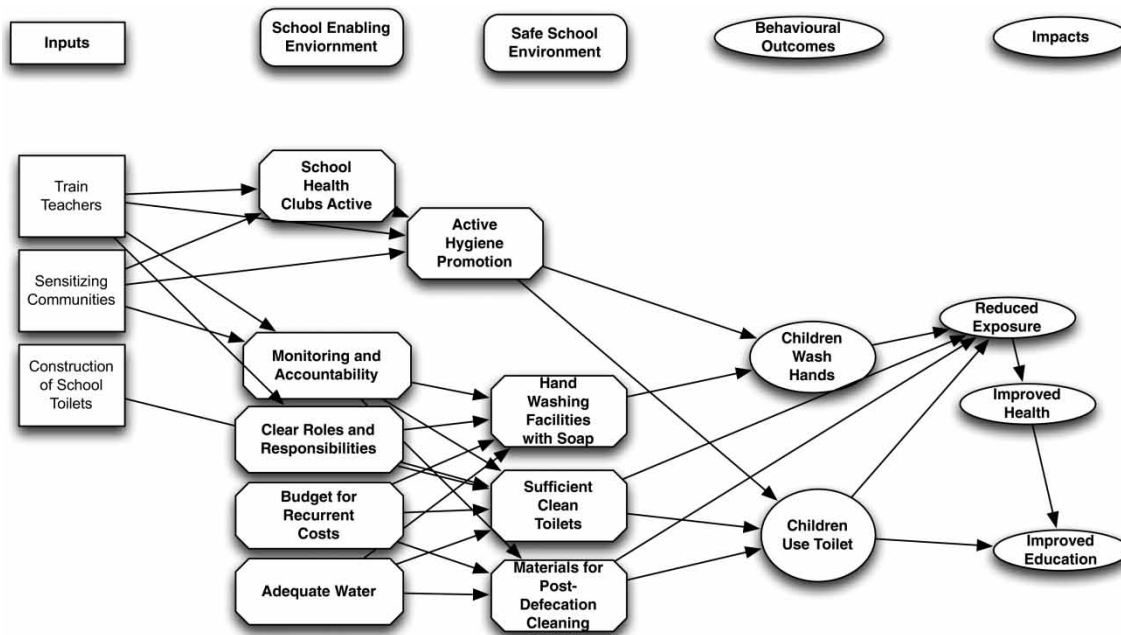 Inputs
School Enabling
Enviornment
Safe School
Environment
Behavioural
Outcomes
Impacts
Train
Teachers
Sensitizing
Communities
Construction
of School
Toilets
School
Health
Clubs Active
Active
Hygiene
Promotion
Monitoring and
Accountability
Clear Roles and
Responsibilities
Budget for
Recurrent
Costs
Adequate Water
Hand
Washing
Facilities
with Soap
Sufficient
Clean
Toilets
Materials for
Post-
Defecation
Cleaning
Children
Wash
Hands
Children
Use Toilet
Reduced
Exposure
Improved
Health
Improved
Education